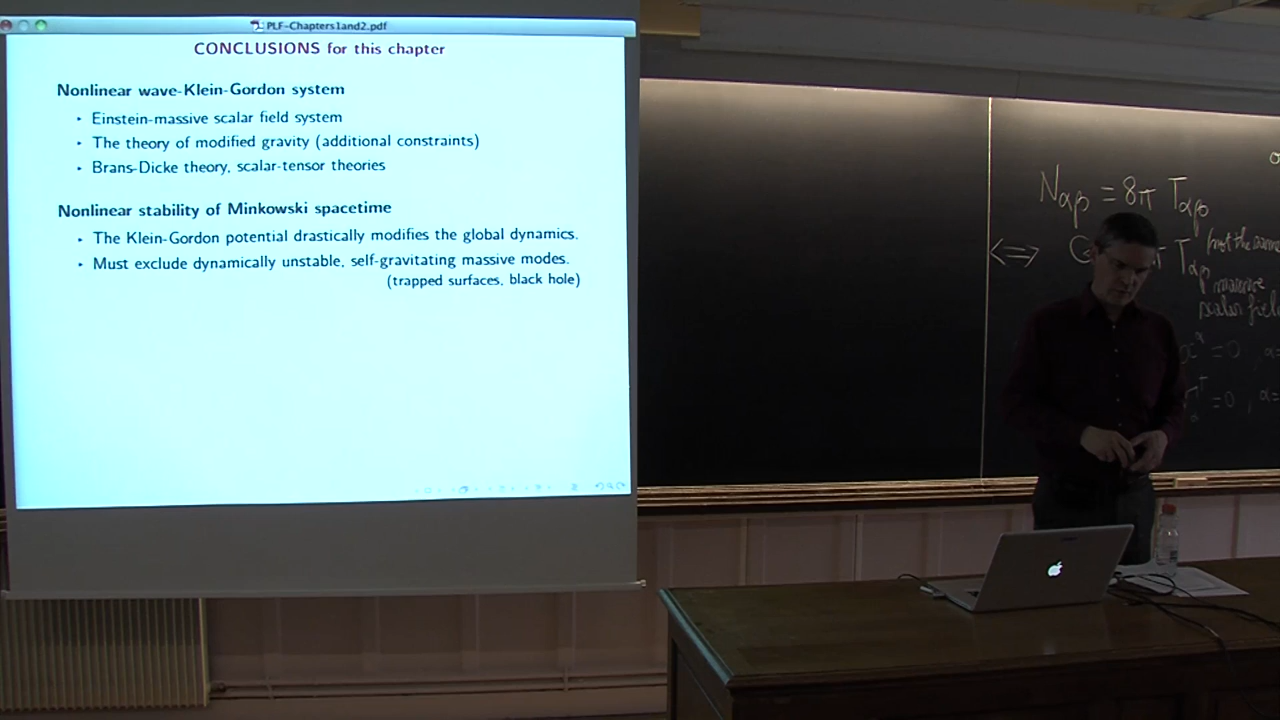 PLF-Chapters1and2.pdf
CONCLUSIONS for this chapter
Nonlinear wave-Klein-Gordon system
‣ Einstein-massive scalar field system
‣ The theory of modified gravity (additional constraints)
‣ Brans-Dicke theory, scalar-tensor theories
Nonlinear stability of Minkowski spacetime
‣ The Klein-Gordon potential drastically modifies the global dynamics.
‣ Must exclude dynamically unstable, self-gravitating massive modes.
(trapped surfaces, black hole)
Nαβ = 8π Tαβ
⟺ Tαβ
massive
scalar
= 0 ,
= 0 ,